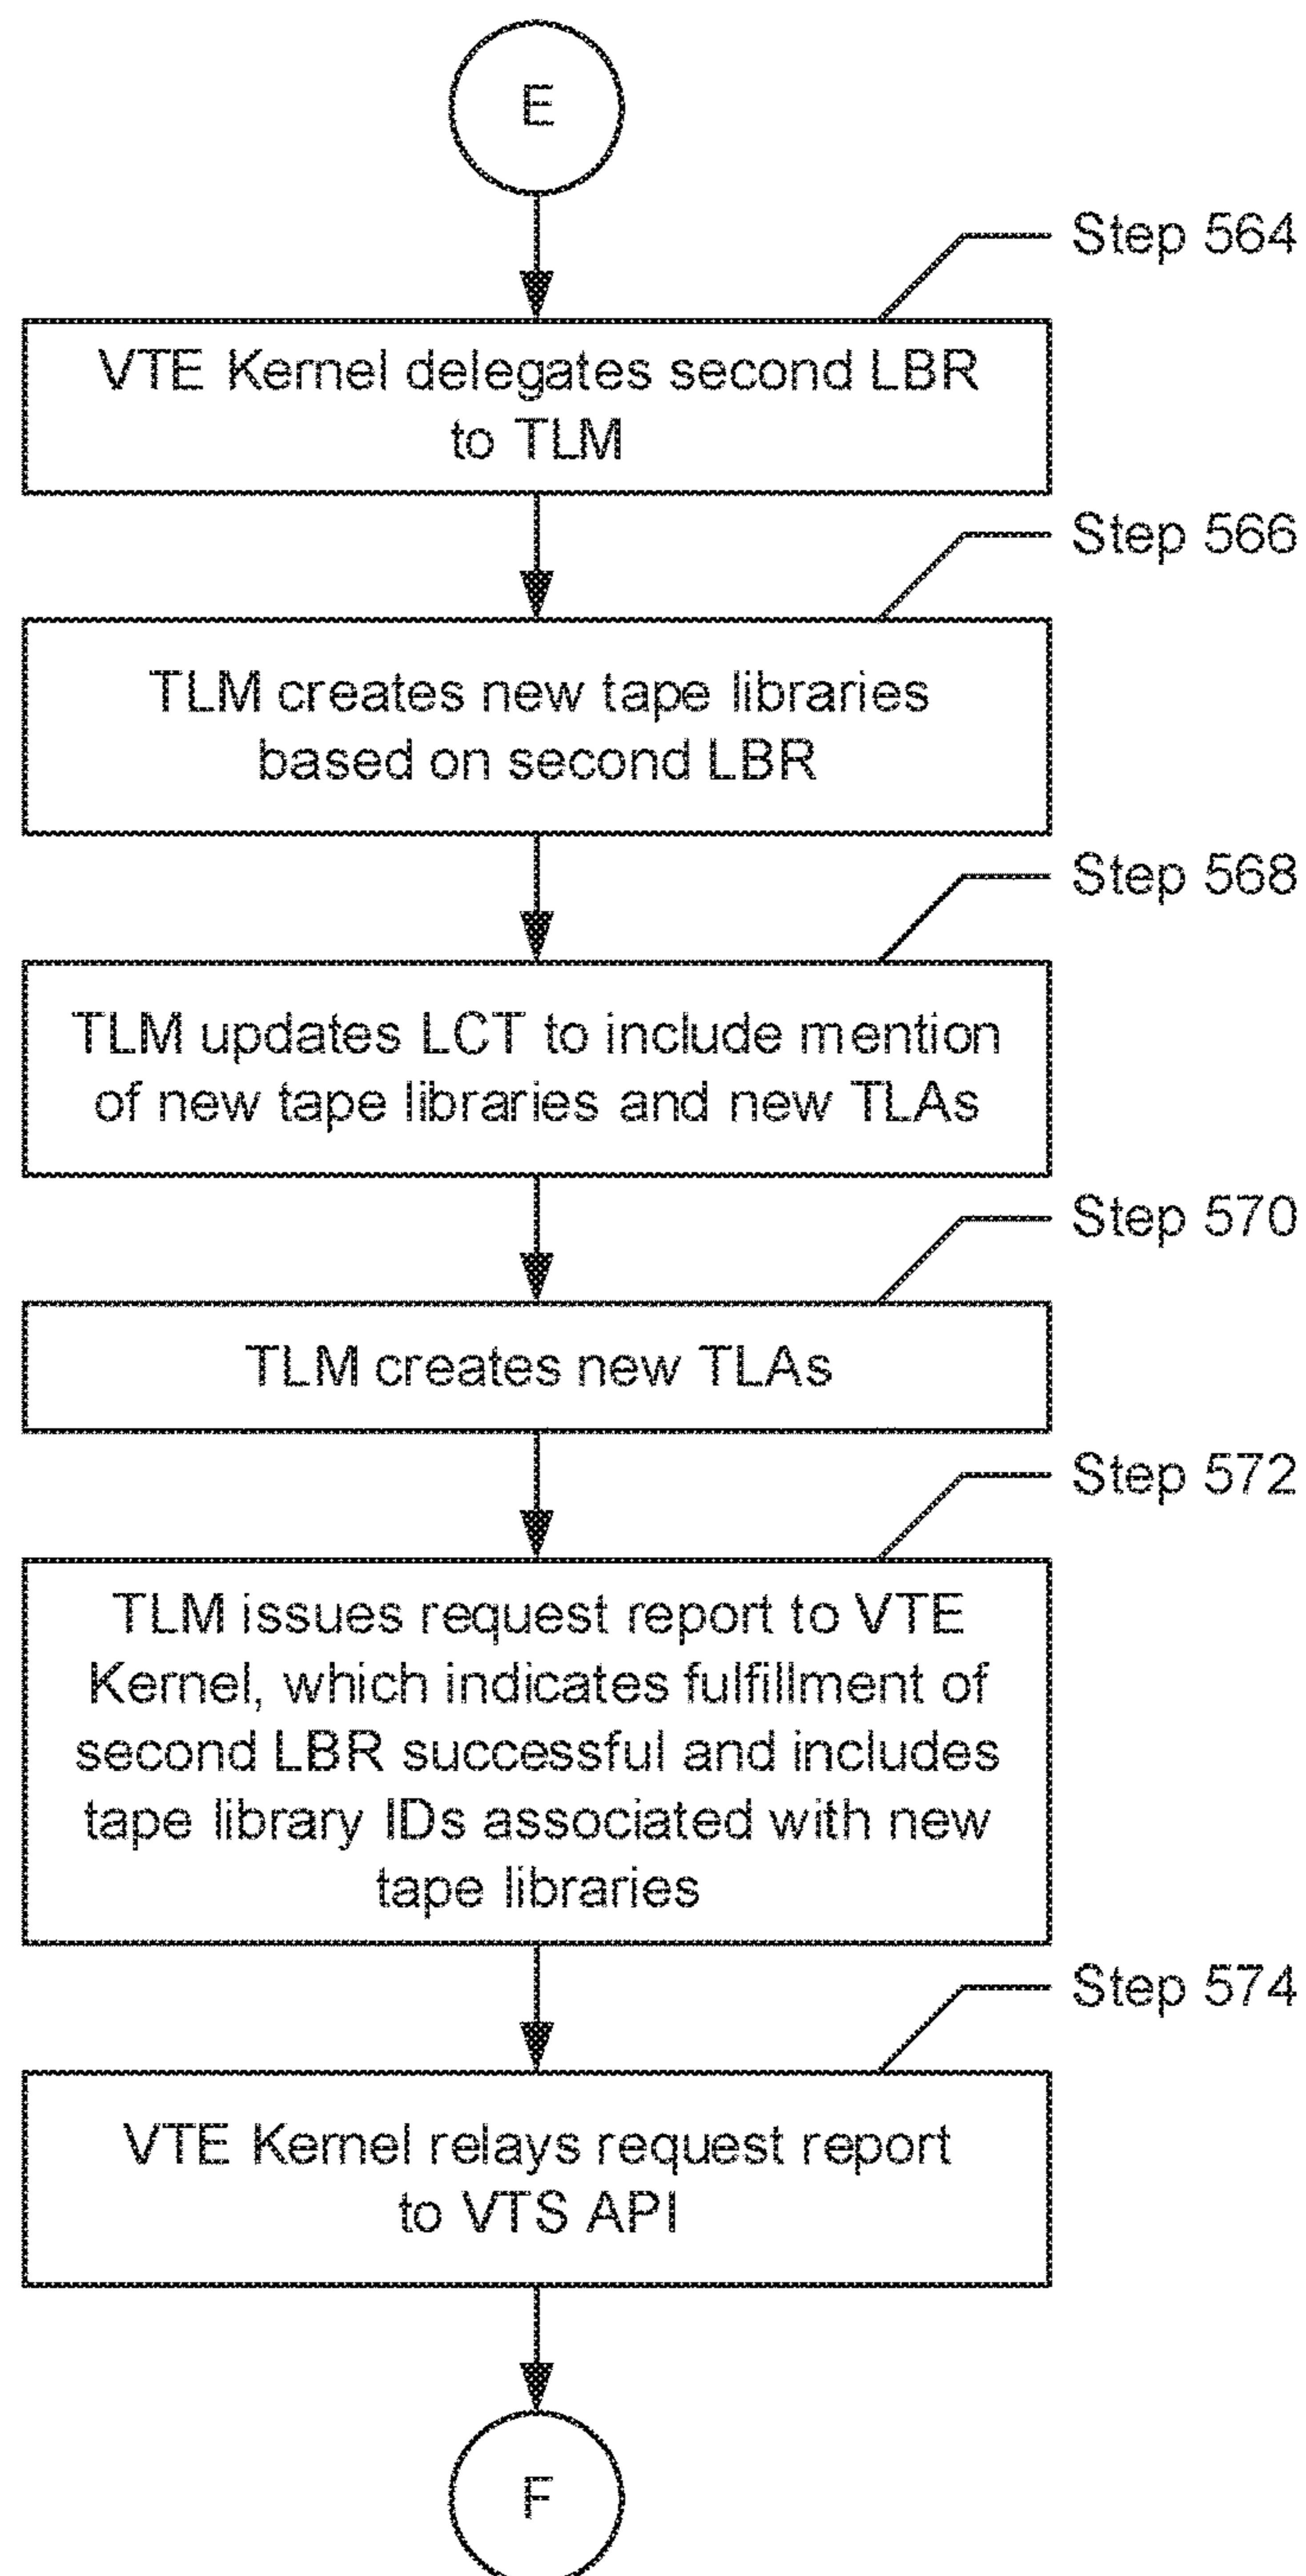 E
Step 564
VTE Kernel delegates second LBR
to TLM
Step 566
TLM creates new tape libraries
based on second LBR
Step 568
TLM updates LCT to include mention
of new tape libraries and new TLAs
Step 570
TLM creates new TLAs
Step 572
TLM issues request report to VTE
Kernel, which indicates fulfillment of
second LBR successful and includes
tape library IDs associated with new
tape libraries
Step 574
VTE Kernel relays request report
to VTS API
F